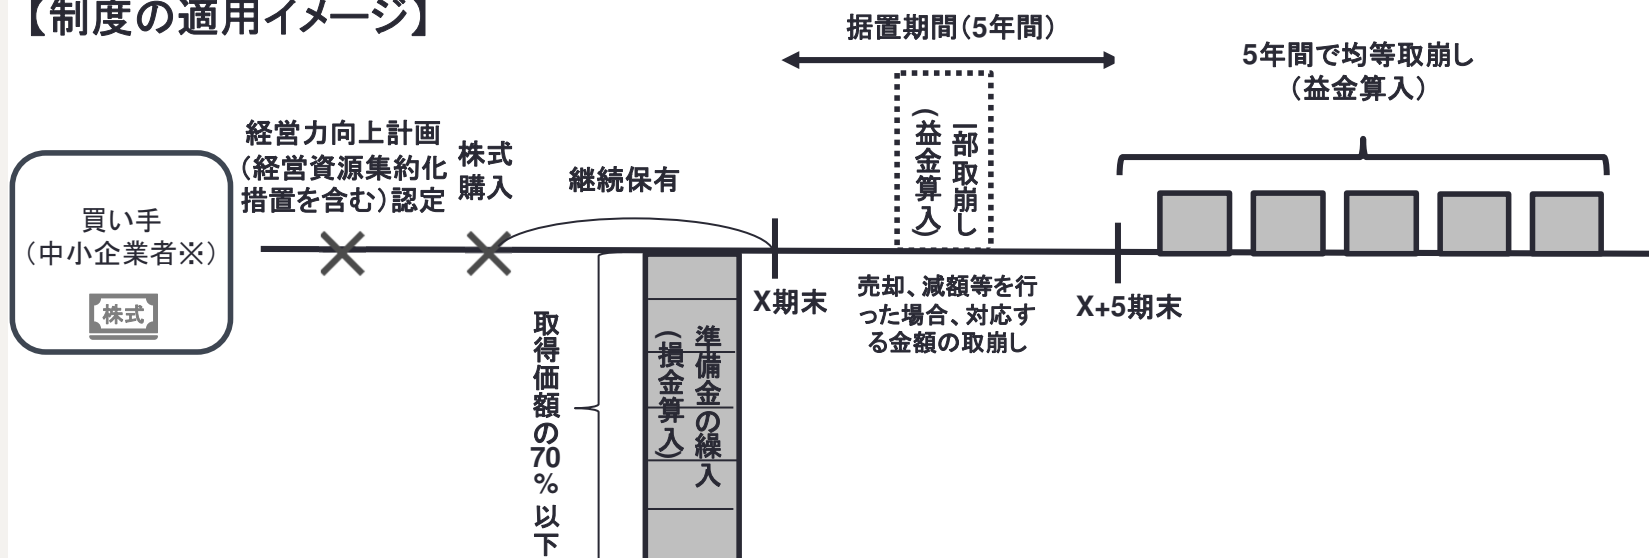 【制度の適用イメージ】
据置期間（5年間）
5年間で均等取崩し
（益金算入）
一部取崩し
（益金算入）
経営力向上計画
（経営資源集約化
措置を含む）認定
株式
購入
継続保有
買い手
（中小企業者※）
株式
X期末
売却、減額等を行
った場合、対応す
る金額の取崩し
X+5期末
取得価額の70％以下
準備金の繰入
（損金算入）